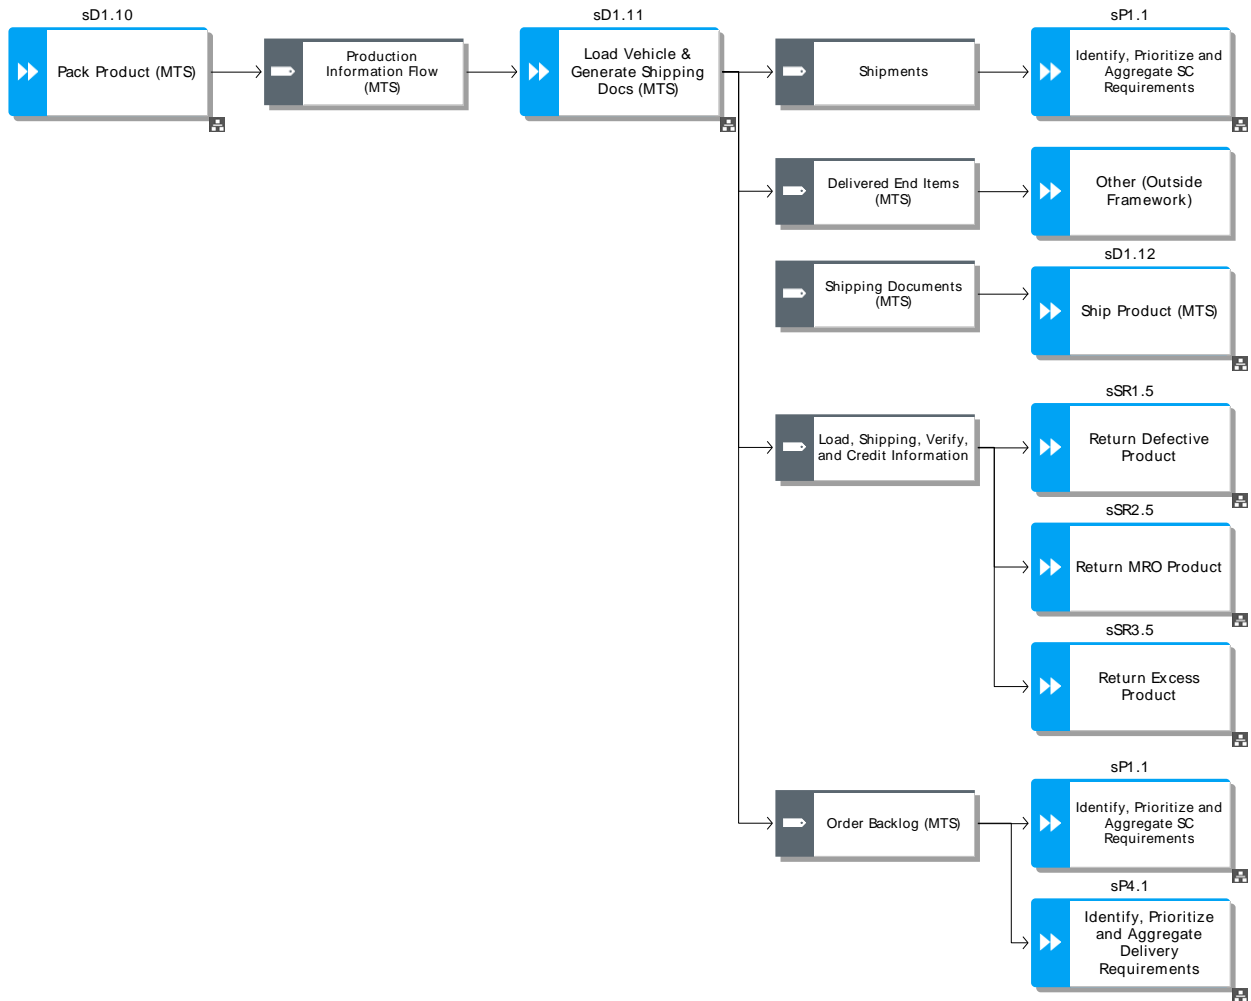 sD1.10
Pack Product (MTS)
Production
Information Flow
(MTS)
sD1.11
Load Vehicle &
Generate Shipping
Docs (MTS)
Shipments
sP1.1
Identify, Prioritize and
Aggregate SC
Requirements
Delivered End Items
(MTS)
Other (Outside
Framework)
Shipping Documents
(MTS)
sD1.12
Ship Product (MTS)
Load, Shipping, Verify,
and Credit Information
sSR1.5
Return Defective
Product
sSR2.5
Return MRO Product
sSR3.5
Return Excess
Product
Order Backlog (MTS)
sP1.1
Identify, Prioritize and
Aggregate SC
Requirements
sP4.1
Identify, Prioritize
and Aggregate
Delivery
Requirements